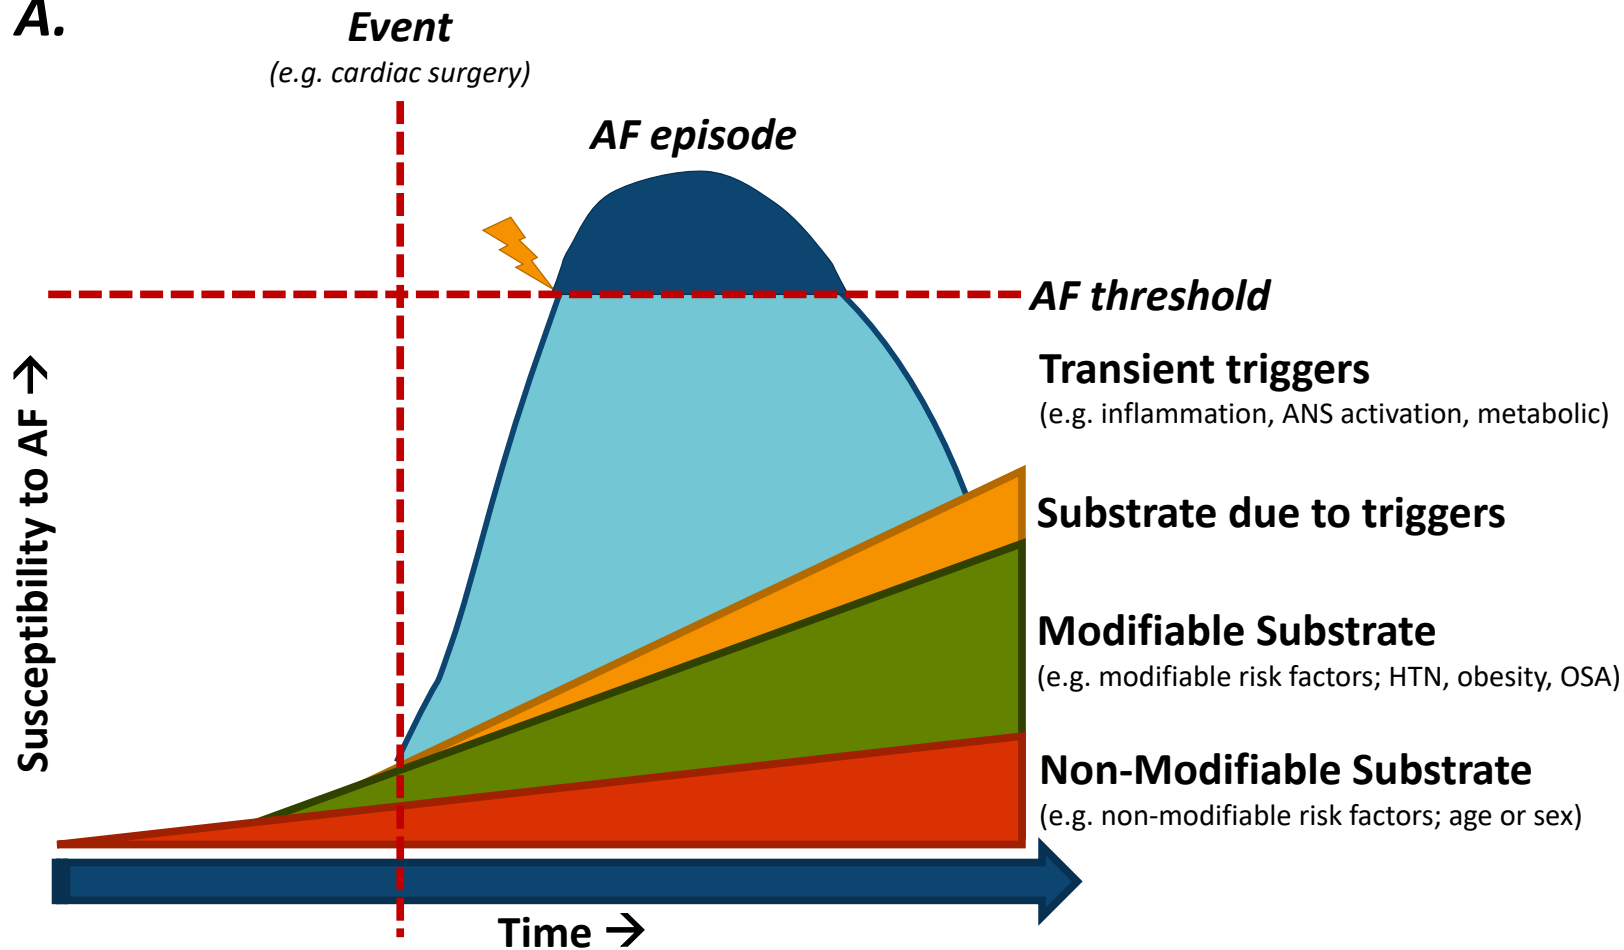 A.
Event
(e.g. cardiac surgery)
AF episode
AF threshold
Transient triggers
(e.g. inflammation, ANS activation, metabolic)
Substrate due to triggers
Modifiable Substrate
(e.g. modifiable risk factors; HTN, obesity, OSA)
Non-Modifiable Substrate
(e.g. non-modifiable risk factors; age or sex)
Susceptibility to AF →
Time →